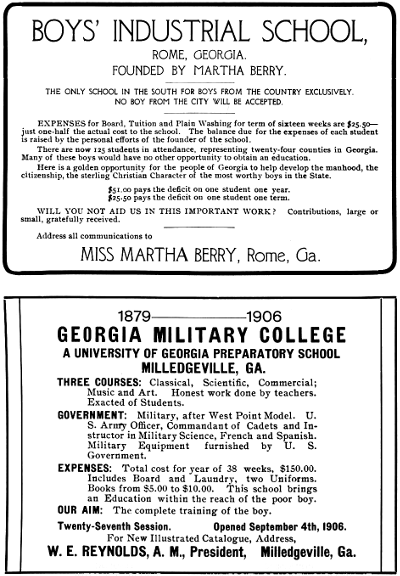 BOYS' INDUSTRIAL SCHOOL,
ROME, GEORGIA.
FOUNDED BY MARTHA BERRY.
THE ONLY SCHOOL IN THE SOUTH FOR BOYS FROM THE COUNTRY EXCLUSIVELY.
NO BOY FROM THE CITY WILL BE ACCEPTED.
EXPENSES for Board, Tuition and Plain Washing for term of sixteen weeks are $25.50—
just one-half the actual cost to the school. The balance due for the expenses of each student
is raised by the personal efforts of the founder of the school.
There are now 125 students in attendance, representing twenty-four counties in Georgia.
Many of these boys would have no other opportunity to obtain an education.
Here is a golden opportunity for the people of Georgia to help develop the manhood, the
citizenship, the sterling Christian Character of the most worthy boys in the State.
$51.00 pays the deficit on one student one year.
$25.50 pays the deficit on one student one term.
WILL YOU NOT AID US IN THIS IMPORTANT WORK? Contributions, large or
small, gratefully received.
Address all communications to
MISS MARTHA BERRY, Rome, Ga.
1879——1906
GEORGIA MILITARY COLLEGE
A UNIVERSITY OF GEORGIA PREPARATORY SCHOOL
MILLEDGEVILLE, GA.
THREE COURSES: Classical, Scientific, Commercial;
Music and Art. Honest work done by teachers.
Exacted of Students.
GOVERNMENT: Military, after West Point Model. U.
S. Army Officer, Commandant of Cadets and In-
structor in Military Science, French and Spanish.
Military Equipment furnished by U. S.
Government.
EXPENSES: Total cost for year of 38 weeks, $150.00.
Includes Board and Laundry, two Uniforms.
Books from $5.00 to $10.00. This school brings
an Education within the reach of the poor boy.
OUR AIM: The complete training of the boy.
Twenty-Seventh Session. Opened September 4th, 1906.
For New Illustrated Catalogue, Address,
W. E. REYNOLDS, A. M., President, Milledgeville, Ga.